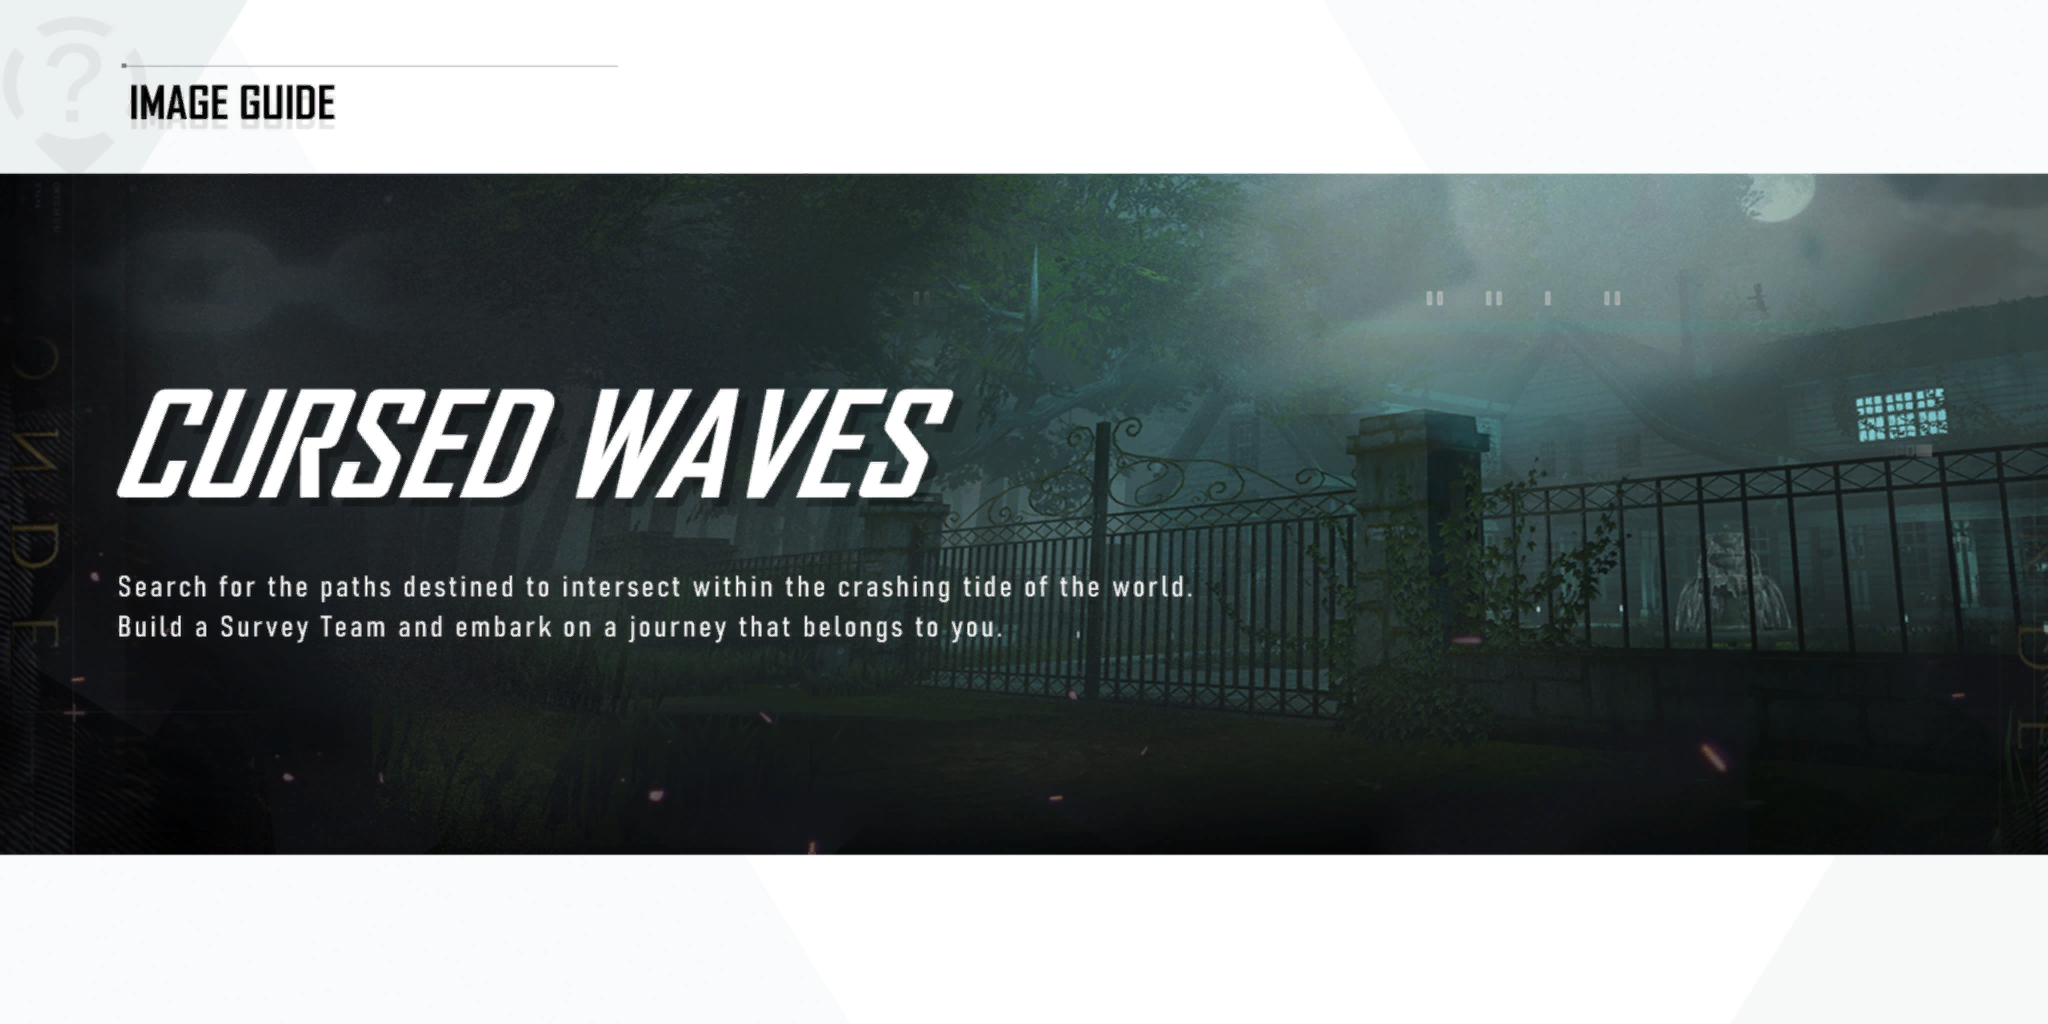 IMAGE GUIDE
CURSED WAVES
Search for the paths destined to intersect within the crashing tide of the world.
Build a Survey Team and embark on a journey that belongs to you.